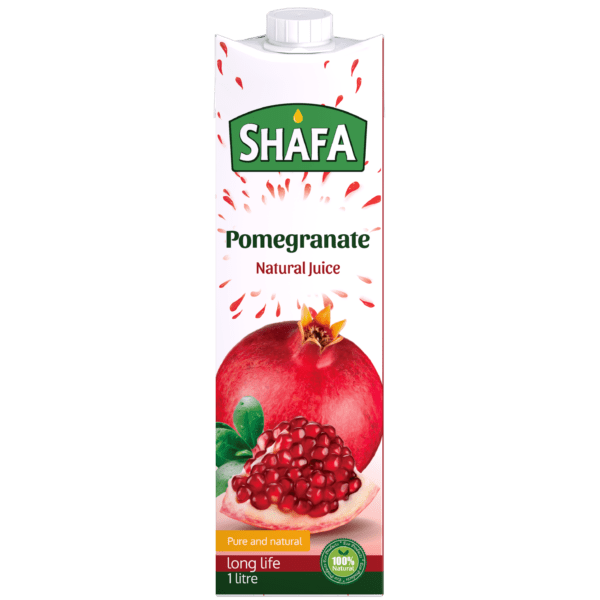 SHAFA
Pomegranate
Natural Juice
Pure and natural
long life
1 litre
100%
Natural